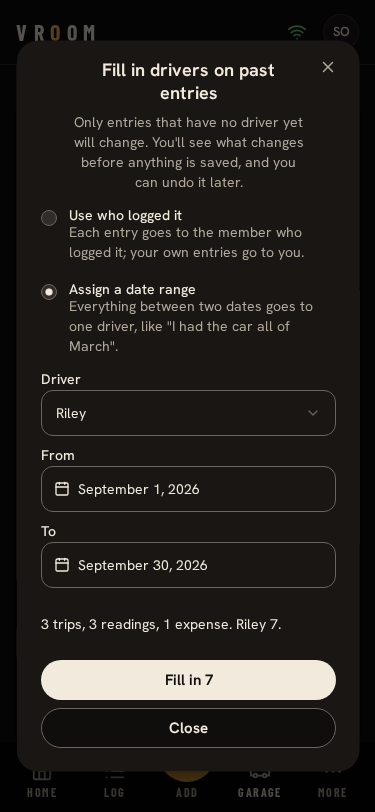 VROOM
SO
Fill in drivers on past
entries
Only entries that have no driver yet
will change. You'll see what changes
before anything is saved, and you
can undo it later.
Use who logged it
Each entry goes to the member who
logged it; your own entries go to you.
Assign a date range
Everything between two dates goes to
one driver, like "I had the car all of
March".
Driver
Riley
From
September 1, 2026
To
September 30, 2026
3 trips, 3 readings, 1 expense. Riley 7.
Fill in 7
Close
HOME LOG ADD GARAGE MORE